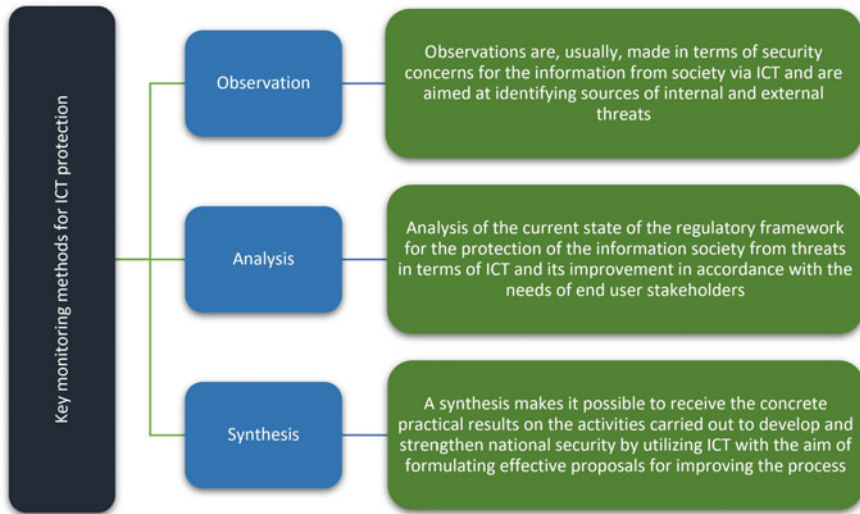 Key monitoring methods for ICT protection
Observation
Observations are, usually, made in terms of security
concerns for the information from society via ICT and are
aimed at identifying sources of internal and external
threats
Analysis
Analysis of the current state of the regulatory framework
for the protection of the information society from threats
in terms of ICT and its improvement in accordance with the
needs of end user stakeholders
Synthesis
A synthesis makes it possible to receive the concrete
practical results on the activities carried out to develop and
strengthen national security by utilizing ICT with the aim of
formulating effective proposals for improving the process